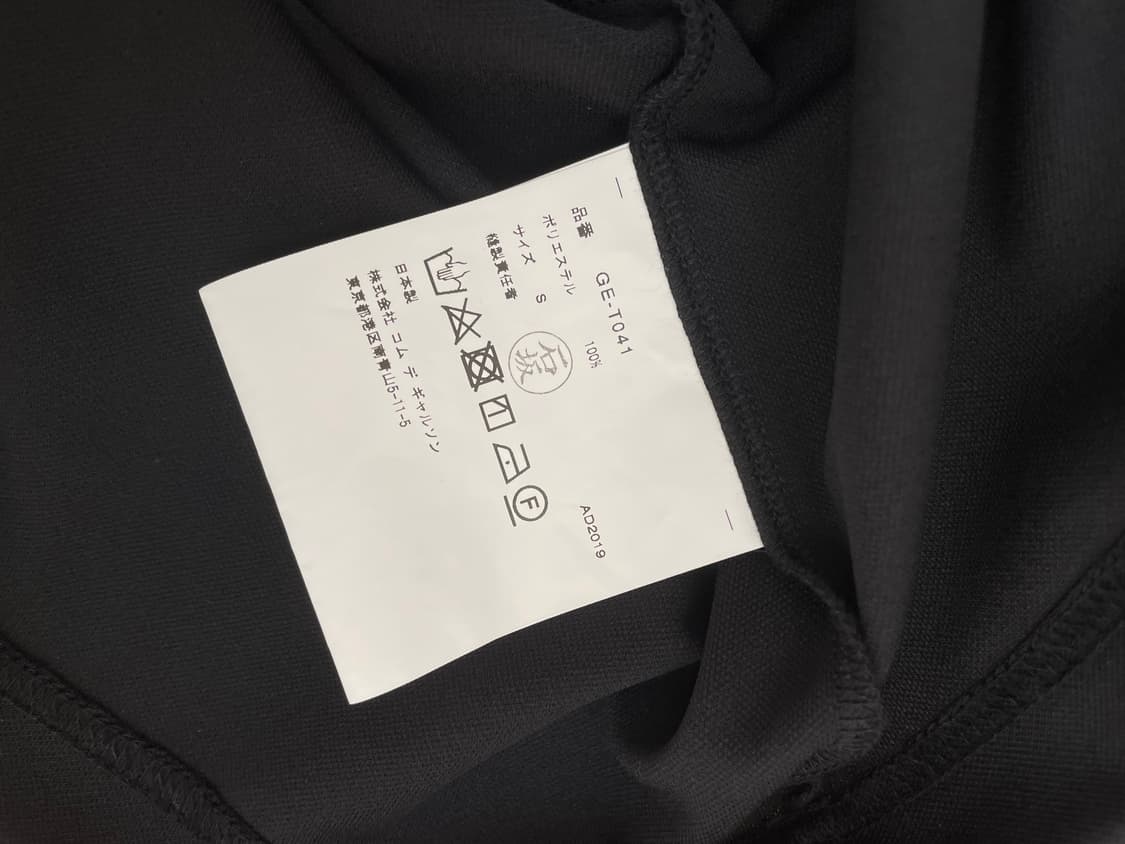 品番 GE-T041
ポリエステル 100%
サイズ S AD2019
縫製責任者
F
日本製
株式会社 コム デ ギャルソン
東京都港区南青山5-11-5